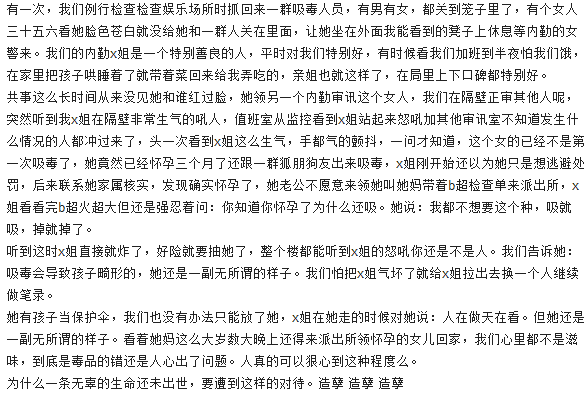 有一次，我们例行检查检查娱乐场所时抓回来一群吸毒人员，有男有女，都关到笼子里了，有个女人
三十五六看她脸色苍白就没给她和一群人关在里面，让她坐在外面我能看到的凳子上休息等内勤的女
警来。我们的内勤x姐是一个特别善良的人，平时对我们特别好，有时候看我们加班到半夜怕我们饿，
在家里把孩子哄睡着了就带着菜回来给我弄吃的，亲姐也就这样了，在局里上下口碑都特别好。
共事这么长时间从来没见她和谁红过脸，她领另一个内勤审讯这个女人，我们在隔壁正审其他人呢，
突然听到我x姐在隔壁非常生气的吼人，值班室从监控看到x姐站起来怒吼加其他审讯室不知道发生什
么情况的人都冲过来了，头一次看到x姐这么生气，手都气的颤抖，一问才知道，这个女的已经不是第
一次吸毒了，她竟然已经怀孕三个月了还跟一群狐朋狗友出来吸毒，x姐刚开始还以为她只是想逃避处
罚，后来联系她家属核实，发现确实怀孕了，她老公不愿意来领她叫她妈带着b超检查单来派出所，x
姐看看完b超火超大但还是强忍着问：你知道你怀孕了为什么还吸。她说：我都不想要这个种，吸就
吸，掉就掉了。
听到这时x姐直接就炸了，好险就要抽她了，整个楼都能听到x姐的怒吼你还是不是人。我们告诉她：
吸毒会导致孩子畸形的，她还是一副无所谓的样子。我们怕把x姐气坏了就给x姐拉出去换一个人继续
做笔录。
她有孩子当保护伞，我们也没有办法只能放了她，x姐在她走的时候对她说：人在做天在看。但她还是
一副无所谓的样子。看着她妈这么大岁数大晚上还得来派出所领怀孕的女儿回家，我们心里都不是滋
味，到底是毒品的错还是人心出了问题。人真的可以狠心到这种程度么。
为什么一条无辜的生命还未出世，要遭到这样的对待。造孽 造孽 造孽